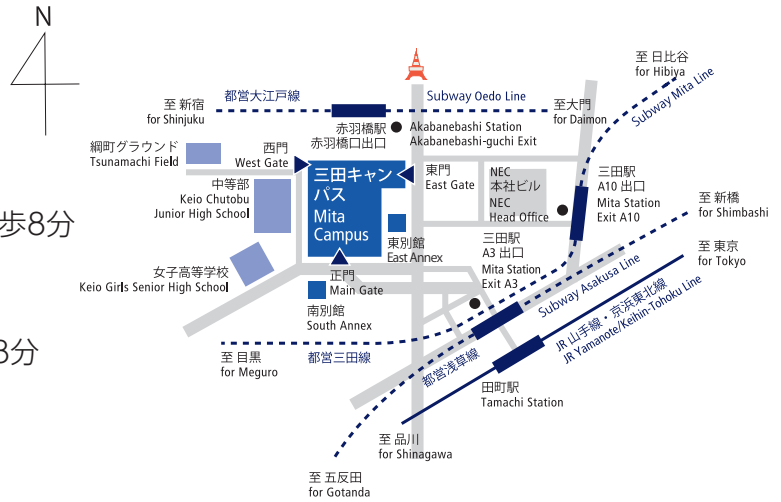 N
至 日比谷
for Hibiya
Subway Mita Line
至 新宿
for Shinjuku
都営大江戸線
Subway Oedo Line
至大門
for Daimon
赤羽橋駅
赤羽橋口出口
Akabanebashi Station
Akabanebashi-guchi Exit
綱町グラウンド
Tsunamachi Field
西門
West Gate
三田キャン
パス
Mita
Campus
東門
East Gate
NEC
本社ビル
NEC
Head Office
三田駅
A10 出口
Mita Station
Exit A10
中等部
Keio Chutobu
Junior High School
至 新橋
for Shimbashi
歩8分
東別館
East Annex
三田駅
A3 出口
Mita Station
Exit A3
至 東京
for Tokyo
女子高等学校
Keio Girls Senior High School
正門
Main Gate
Subway Asakusa Line
南別館
South Annex
JR 山手線・京浜東北線
JR Yamanote/Keihin-Tohoku Line
8分
至 目黒
for Meguro
都営三田線
都営浅草線
田町駅
Tamachi Station
至 品川
for Shinagawa
至 五反田
for Gotanda